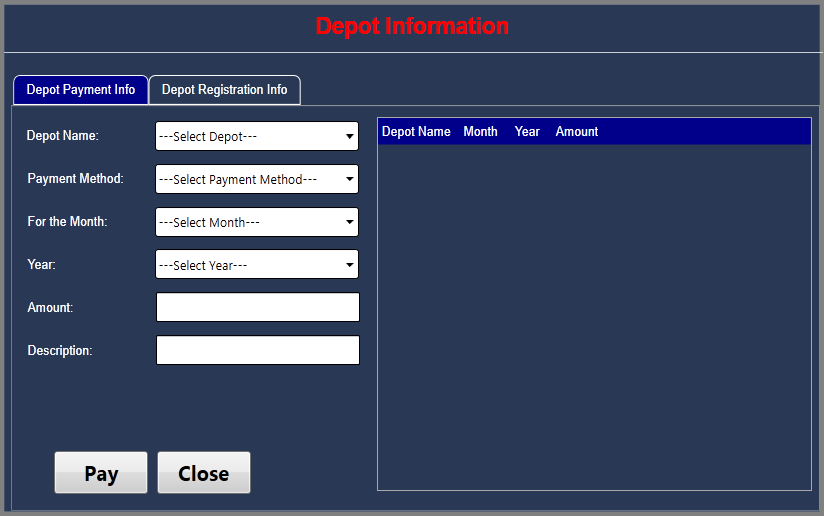 Depot Information
Depot Payment Info Depot Registration Info
Depot Name: ---Select Depot---
Payment Method: ---Select Payment Method---
For the Month: ---Select Month---
Year: ---Select Year---
Amount:
Description:
Pay Close
Depot Name Month Year Amount